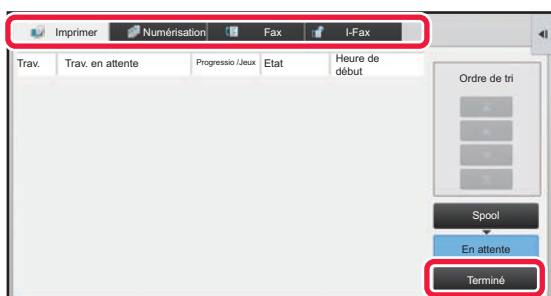 Imprimer Numérisation Fax I-Fax
Trav. Trav. en attente Progressio /Jeux Etat Heure de début
Ordre de tri
Spool
En attente
Terminé